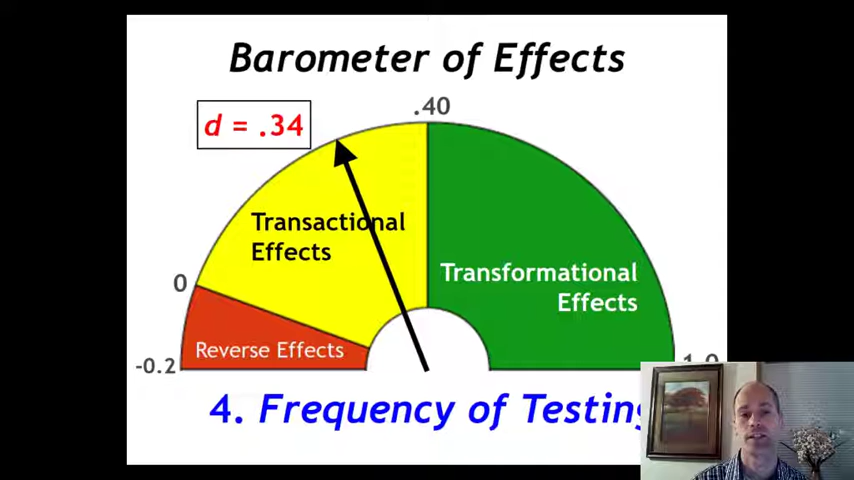 Barometer of Effects
.40
d = .34
Transactional
Effects
Transformational
Effects
0
Reverse Effects
-0.2
1.0
4. Frequency of Testing